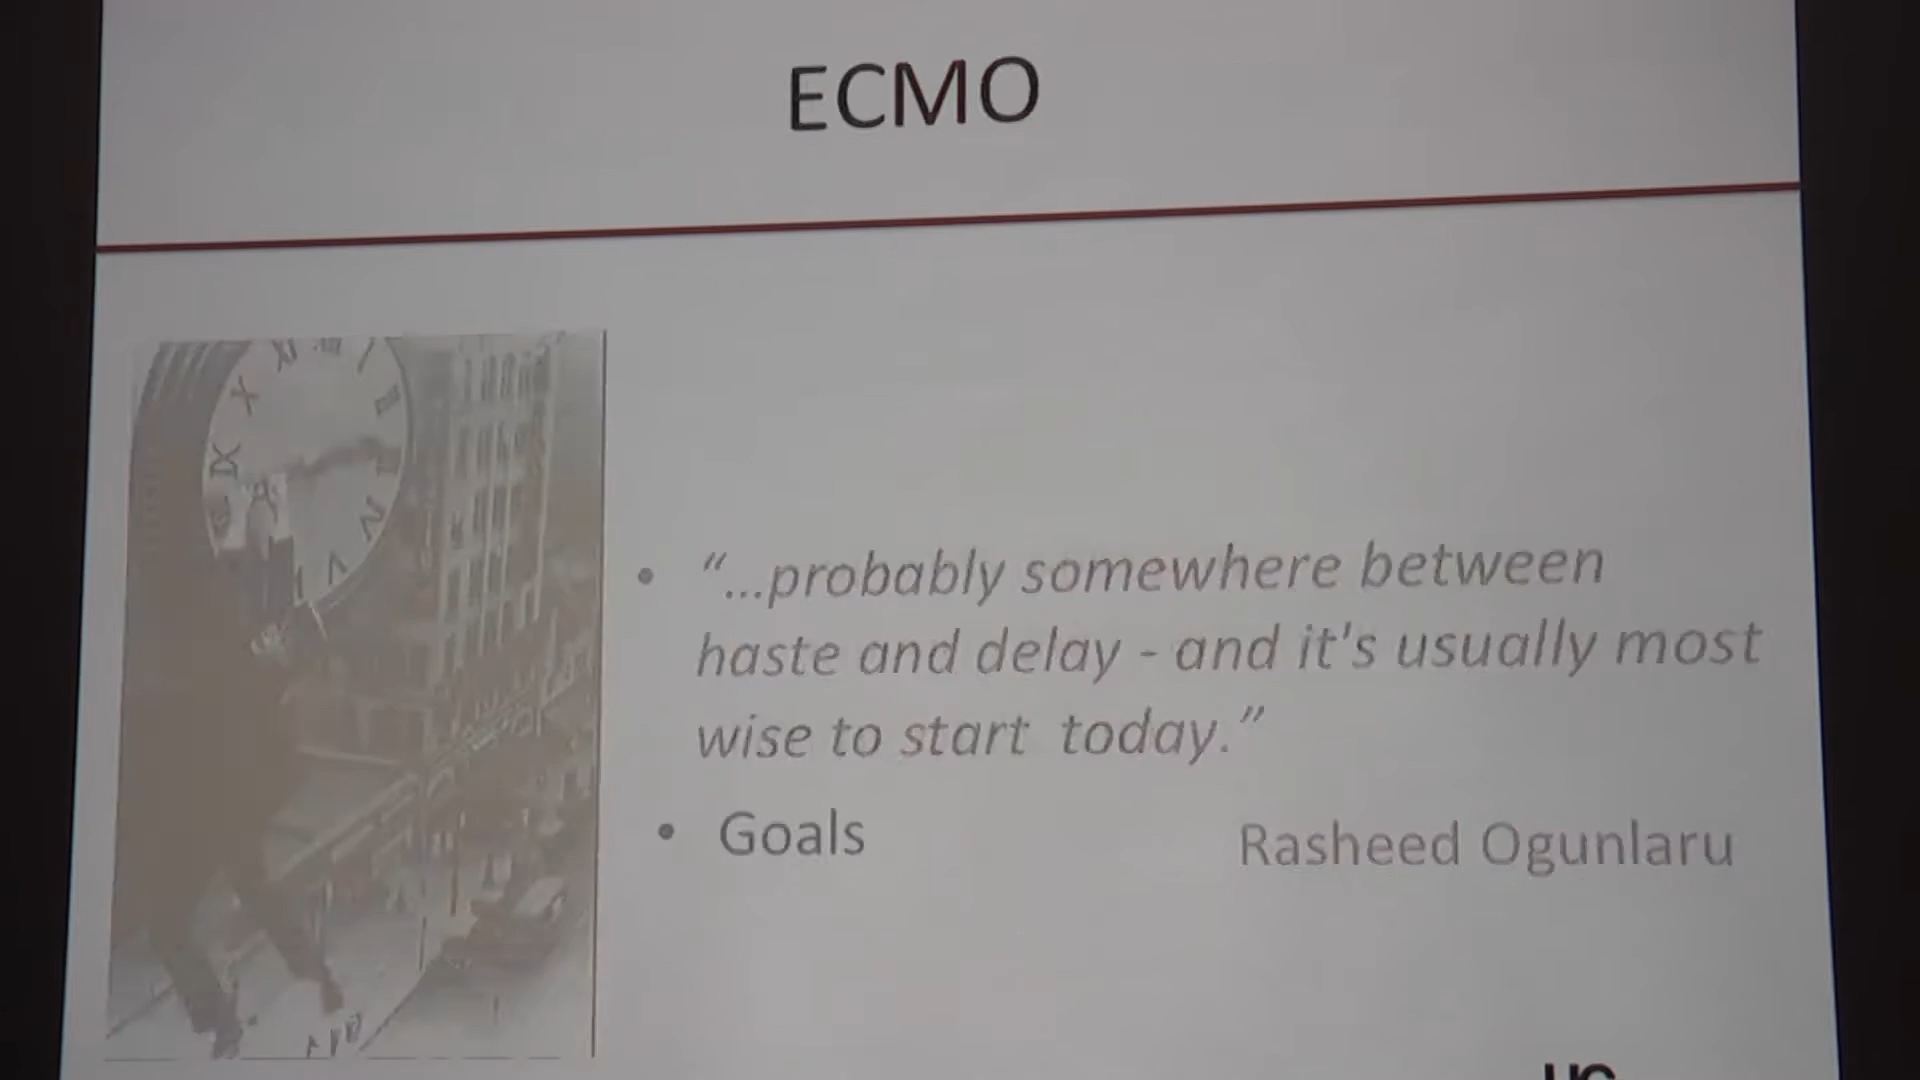 ECMO
• "...probably somewhere between
haste and delay - and it's usually most
wise to start today."
• Goals
Rasheed Ogunlaru